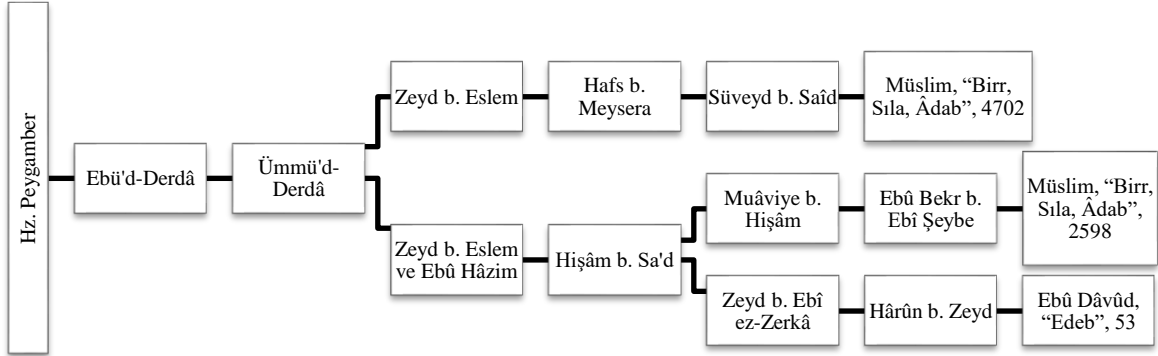 Hz. Peygamber
Ebü'd-Derdâ
Ümmü'd-
Derdâ
Zeyd b. Eslem
Hafs b.
Meysera
Süveyd b. Saîd
Müslim, “Birr,
Sıla, Âdab”, 4702
Zeyd b. Eslem
ve Ebû Hâzim
Hişâm b. Sa'd
Muâviye b.
Hişâm
Ebû Bekr b.
Ebî Şeybe
Müslim, “Birr,
Sıla, Âdab”,
2598
Zeyd b. Ebî
ez-Zerkâ
Hârûn b. Zeyd
Ebû Dâvûd,
“Edeb”, 53